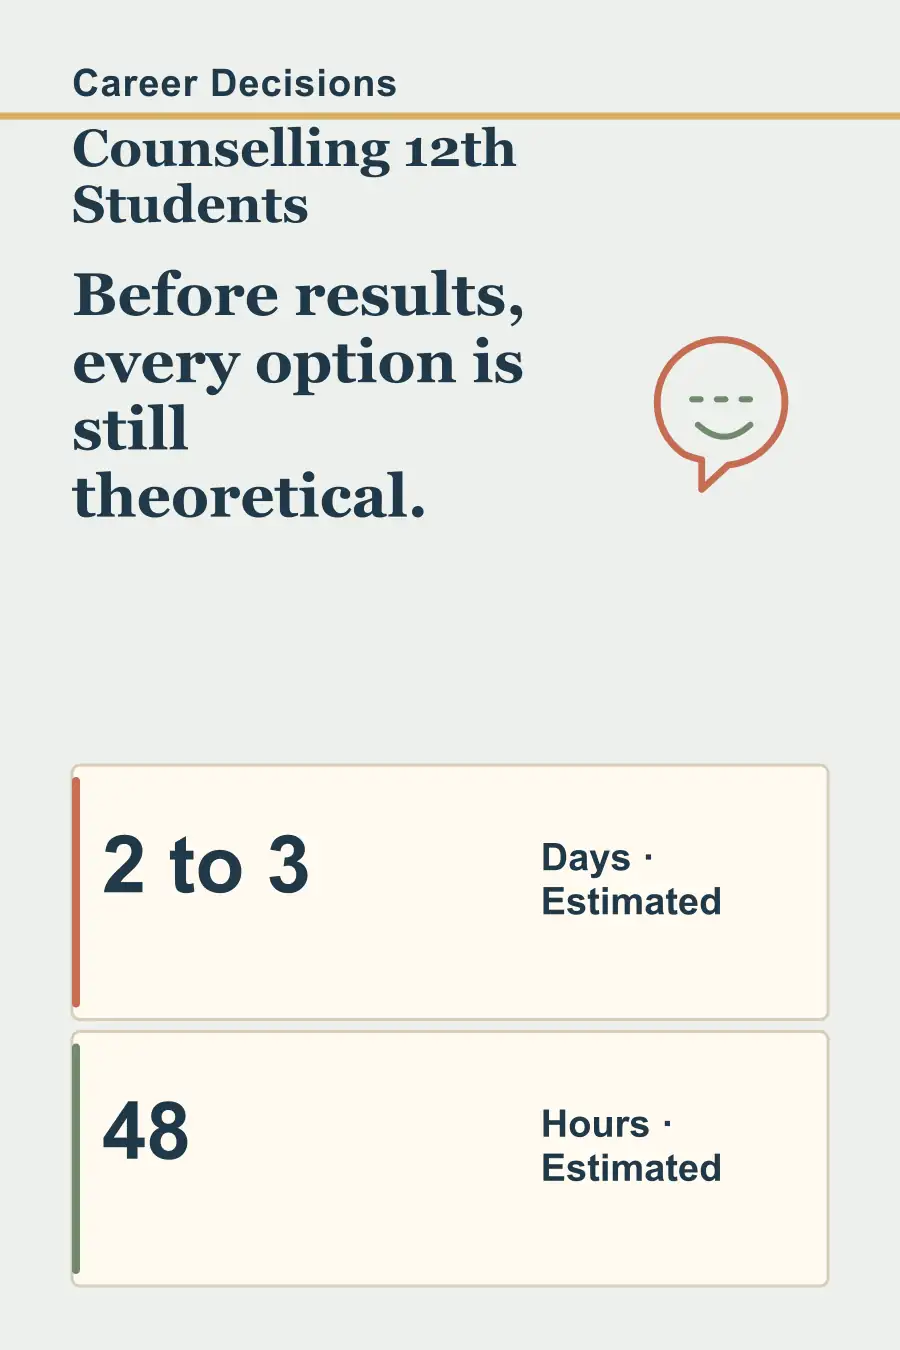 Career Decisions
Counselling 12th
Students
Before results,
every option is
still
theoretical.
2 to 3
Days ·
Estimated
48
Hours ·
Estimated